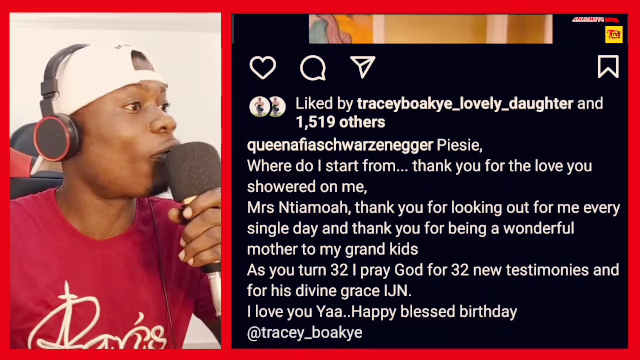 Liked by traceyboakye_lovely_daughter and
1,519 others
queenafiaschwarzenegger Piesie,
Where do I start from... thank you for the love you
showered on me,
Mrs Ntiamoah, thank you for looking out for me every
single day and thank you for being a wonderful
mother to my grand kids
As you turn 32 I pray God for 32 new testimonies and
for his divine grace IJN.
I love you Yaa..Happy blessed birthday
@tracey_boakye